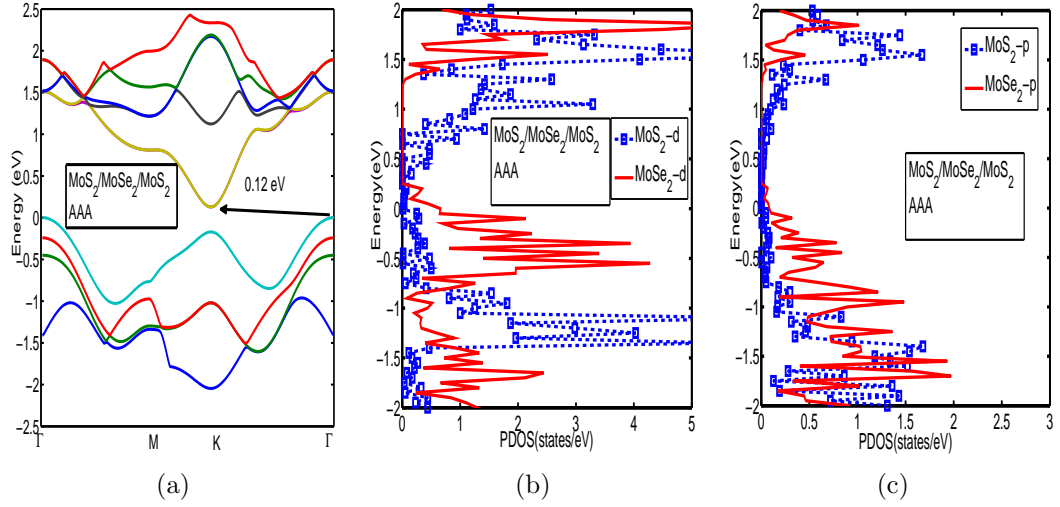 2.5
2
1.5
1
0.5
0
−0.5
−1
−1.5
−2
−2.5
Energy (eV)
MoS2/MoSe2/MoS2
AAA
0.12 eV
Γ
M
K
Γ
(a)
2
1.5
1
0.5
0
−0.5
−1
−1.5
−2
Energy(eV)
MoS2/MoSe2/MoS2
AAA
MoS2−d
MoSe2−d
0
1
2
3
4
5
PDOS(states/eV)
(b)
2
1.5
1
0.5
0
−0.5
−1
−1.5
−2
Energy(eV)
MoS2−p
MoSe2−p
MoS2/MoSe2/MoS2
AAA
0
0.5
1
1.5
2
2.5
3
PDOS(states/eV)
(c)